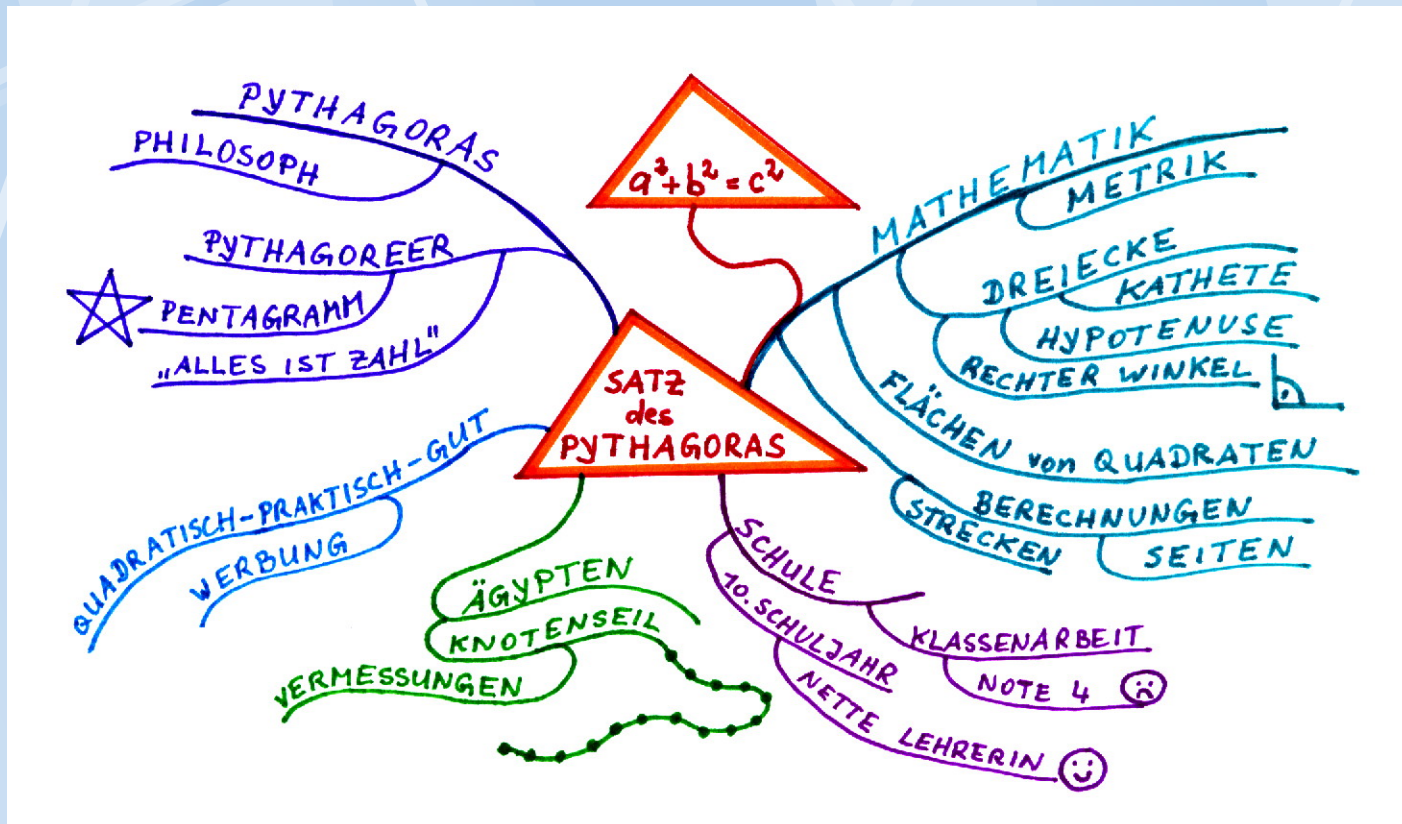 PYTHAGORAS
PHILOSOPH
PYTHAGOREER
PENTAGRAMM
„ALLES IST ZAHL"
a²+b²=c²
MATHEMATIK
METRIK
DREIECKE
KATHETE
HYPOTENUSE
RECHTER WINKEL
FLÄCHEN von QUADRATEN
BERECHNUNGEN
STRECKEN
SEITEN
SATZ
des
PYTHAGORAS
QUADRATISCH-PRAKTISCH-GUT
WERBUNG
ÄGYPTEN
KNOTENSEIL
VERMESSUNGEN
SCHULE
10. SCHULJAHR
NETTE LEHRERIN
KLASSENARBEIT
NOTE 4